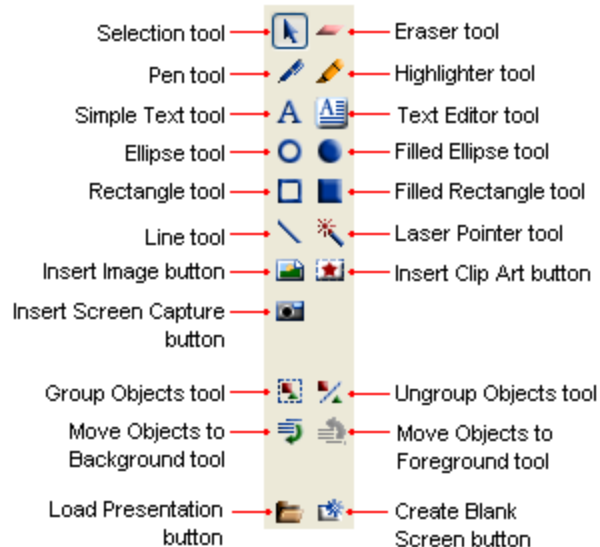 Selection tool
Eraser tool
Pen tool
Highlighter tool
Simple Text tool
A
A
Text Editor tool
Ellipse tool
Filled Ellipse tool
Rectangle tool
Filled Rectangle tool
Line tool
Laser Pointer tool
Insert Image button
Insert Clip Art button
Insert Screen Capture
button
Group Objects tool
Ungroup Objects tool
Move Objects to
Background tool
Move Objects to
Foreground tool
Load Presentation
button
Create Blank
Screen button